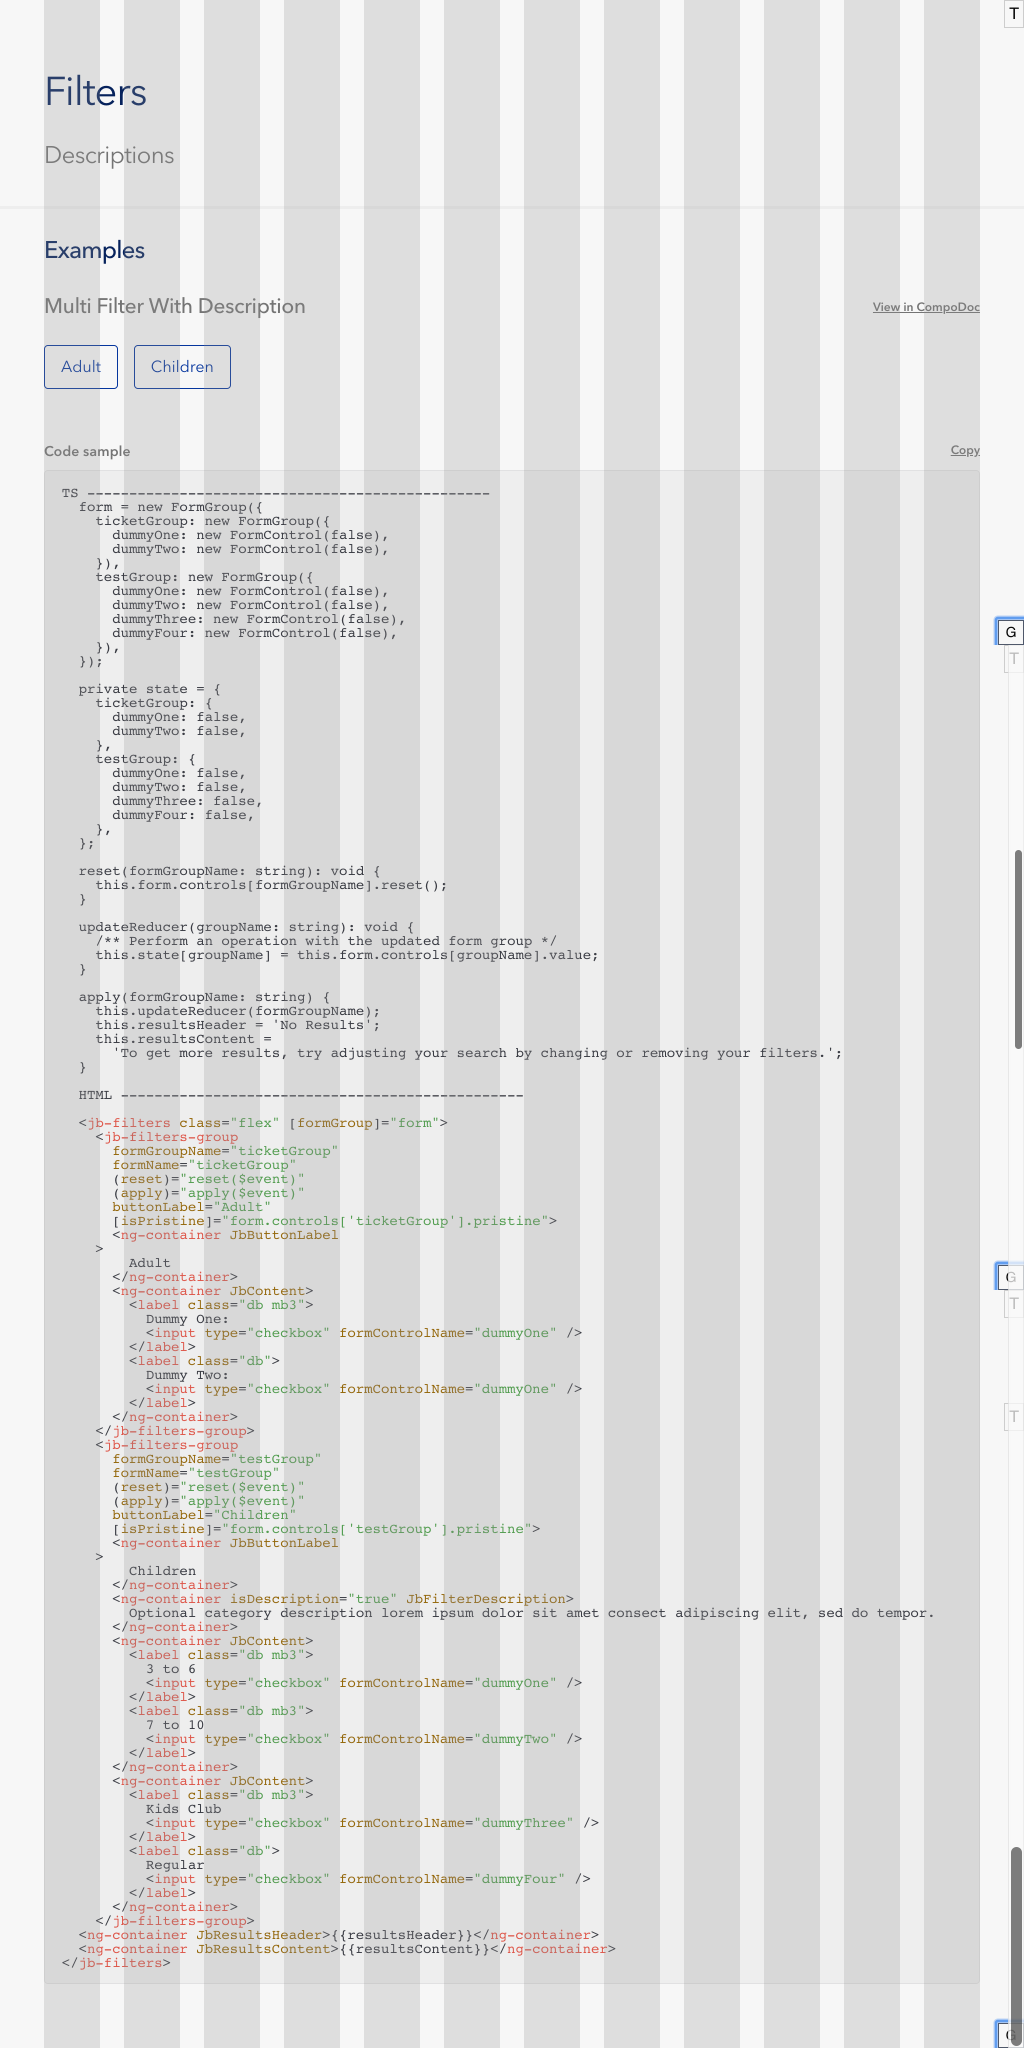 T
Filters
Descriptions
Examples
Multi Filter With Description
View in CompoDoc
Adult
Children
Code sample
Copy
TS ------------------------------------------------
  form = new FormGroup({
    ticketGroup: new FormGroup({
      dummyOne: new FormControl(false),
      dummyTwo: new FormControl(false),
    }),
    testGroup: new FormGroup({
      dummyOne: new FormControl(false),
      dummyTwo: new FormControl(false),
      dummyThree: new FormControl(false),
      dummyFour: new FormControl(false),
    }),
  });
  private state = {
    ticketGroup: {
      dummyOne: false,
      dummyTwo: false,
    },
    testGroup: {
      dummyOne: false,
      dummyTwo: false,
      dummyThree: false,
      dummyFour: false,
    },
  };
  reset(formGroupName: string): void {
    this.form.controls[formGroupName].reset();
  }
  updateReducer(groupName: string): void {
    /** Perform an operation with the updated form group */
    this.state[groupName] = this.form.controls[groupName].value;
  }
  apply(formGroupName: string) {
    this.updateReducer(formGroupName);
    this.resultsHeader = 'No Results';
    this.resultsContent =
      'To get more results, try adjusting your search by changing or removing your filters.';
  }
  HTML ------------------------------------------------
  <jb-filters class="flex" [formGroup]="form">
    <jb-filters-group
      formGroupName="ticketGroup"
      formName="ticketGroup"
      (reset)="reset($event)"
      (apply)="apply($event)"
      buttonLabel="Adult"
      [isPristine]="form.controls['ticketGroup'].pristine">
      <ng-container JbButtonLabel
    >
        Adult
      </ng-container>
      <ng-container JbContent>
        <label class="db mb3">
          Dummy One:
          <input type="checkbox" formControlName="dummyOne" />
        </label>
        <label class="db">
          Dummy Two:
          <input type="checkbox" formControlName="dummyOne" />
        </label>
      </ng-container>
    </jb-filters-group>
    <jb-filters-group
      formGroupName="testGroup"
      formName="testGroup"
      (reset)="reset($event)"
      (apply)="apply($event)"
      buttonLabel="Children"
      [isPristine]="form.controls['testGroup'].pristine">
      <ng-container JbButtonLabel
    >
        Children
      </ng-container>
      <ng-container isDescription="true" JbFilterDescription>
        Optional category description lorem ipsum dolor sit amet consect adipiscing elit, sed do tempor.
      </ng-container>
      <ng-container JbContent>
        <label class="db mb3">
          3 to 6
          <input type="checkbox" formControlName="dummyOne" />
        </label>
        <label class="db mb3">
          7 to 10
          <input type="checkbox" formControlName="dummyTwo" />
        </label>
      </ng-container>
      <ng-container JbContent>
        <label class="db mb3">
          Kids Club
          <input type="checkbox" formControlName="dummyThree" />
        </label>
        <label class="db">
          Regular
          <input type="checkbox" formControlName="dummyFour" />
        </label>
      </ng-container>
    </jb-filters-group>
  <ng-container JbResultsHeader>{{resultsHeader}}</ng-container>
  <ng-container JbResultsContent>{{resultsContent}}</ng-container>
</jb-filters>
G
T
G
T
T
G